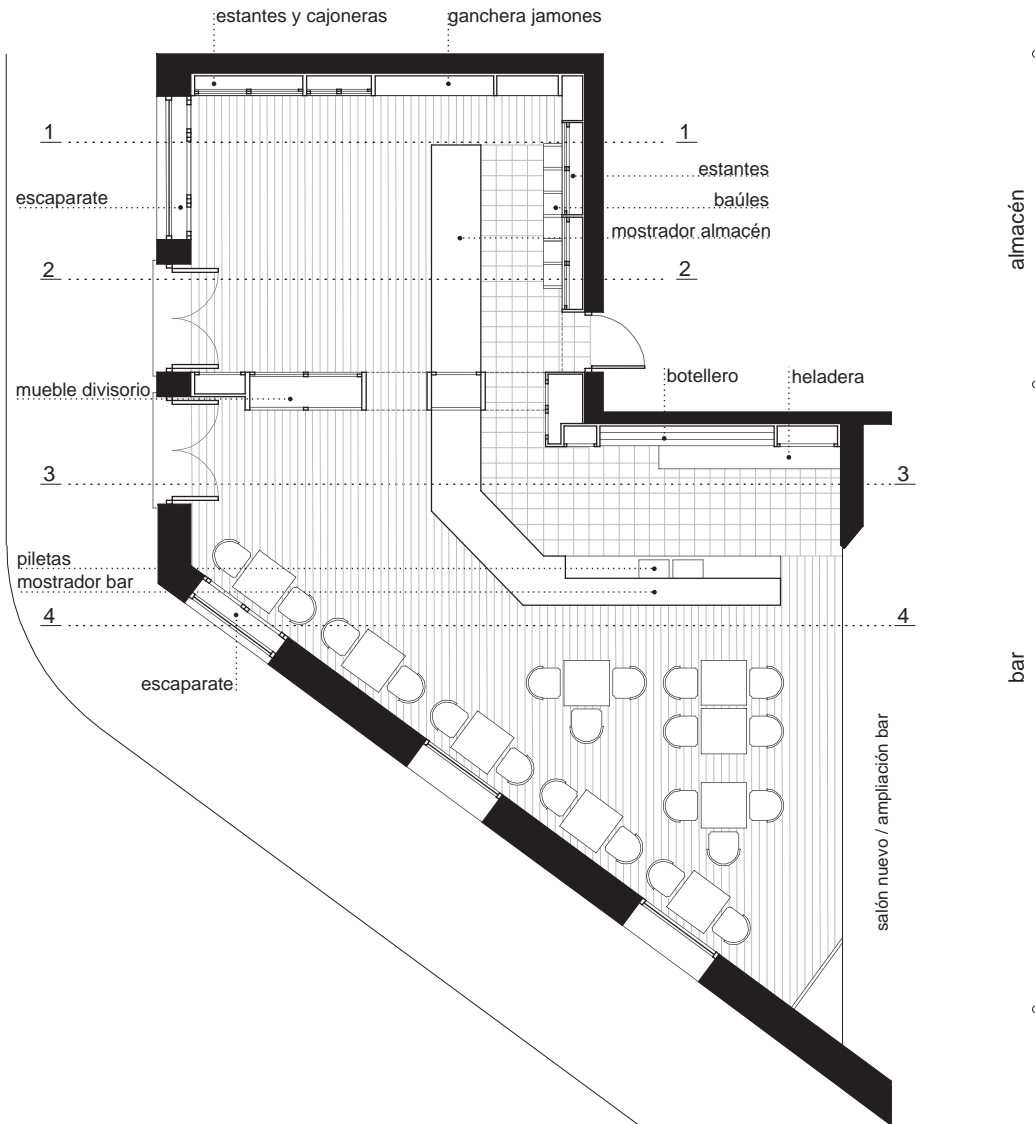 estantes y cajoneras
ganchera jamones
1
1
estantes
escaparate
baúles
mostrador almacén
almacén
2
2
mueble divisorio
botellero
heladera
3
3
piletas
mostrador bar
4
4
escaparate
bar
salón nuevo / ampliación bar